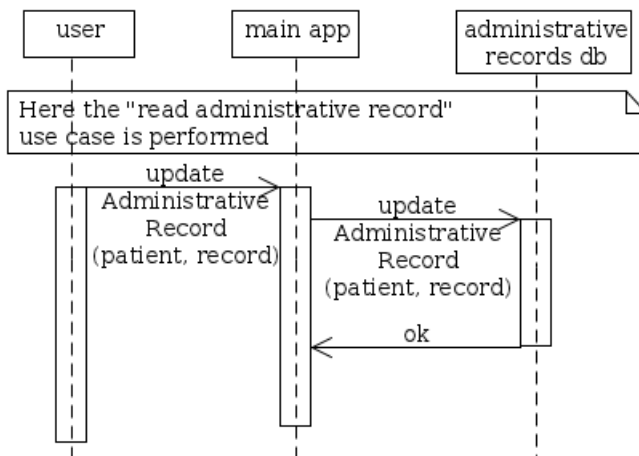 user
main app
administrative
records db
Here the "read administrative record"
use case is performed
update
Administrative
Record
(patient, record)
update
Administrative
Record
(patient, record)
ok